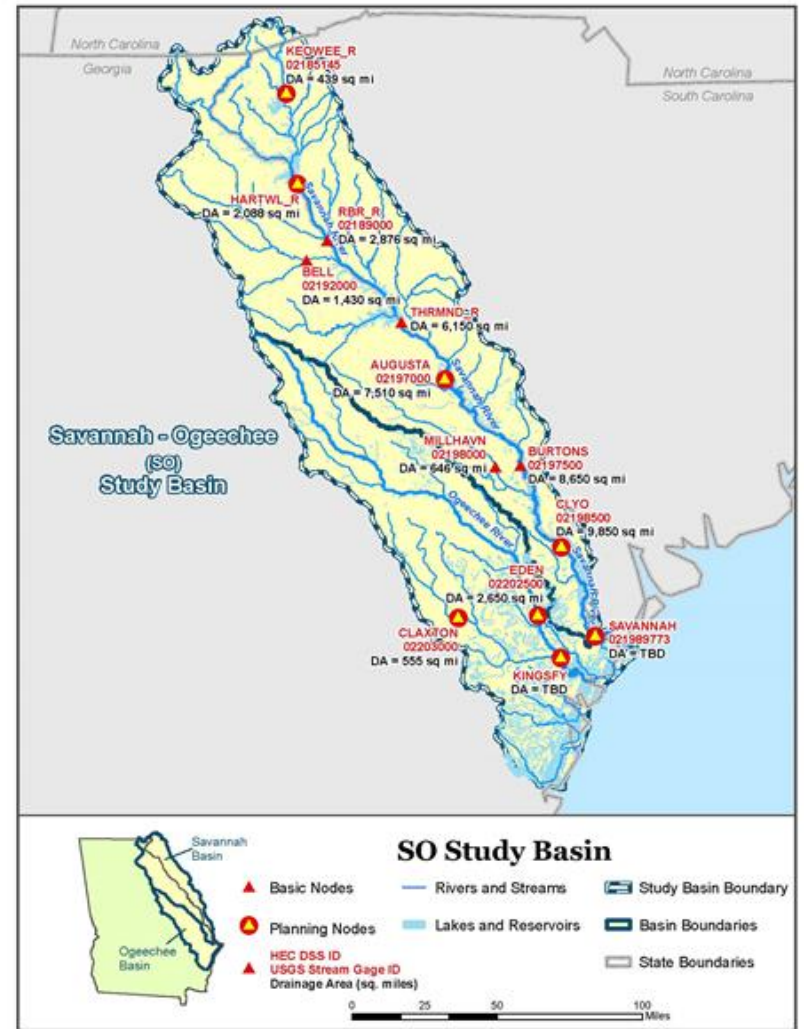 North Carolina
Georgia
North Carolina
South Carolina
KEOWEE_R
02185145
DA = 439 sq mi
HARTWL_R
DA = 2,088 sq mi
Savannah River
RBR_R
02189000
DA = 2,876 sq mi
BELL
02192000
DA = 1,430 sq mi
THRMND_R
DA = 6,150 sq mi
AUGUSTA
02197000
DA = 7,510 sq mi
Savannah River
Savannah - Ogeechee
(SO)
Study Basin
MILLHAVN
02198000
DA = 646 sq mi
BURTONS
02197500
DA = 8,650 sq mi
Ogeechee River
CLYO
02198500
DA = 9,850 sq mi
Savannah River
EDEN
02202500
DA = 2,650 sq mi
CLAXTON
02203000
DA = 555 sq mi
SAVANNAH
021989773
DA = TBD
KINGSFY
DA = TBD
SO Study Basin
Savannah
Basin
Ogeechee
Basin
Basic Nodes
Planning Nodes
HEC DSS ID
USGS Stream Gage ID
Drainage Area (sq. miles)
Rivers and Streams
Lakes and Reservoirs
Study Basin Boundary
Basin Boundaries
State Boundaries
0 25 50 100
Miles